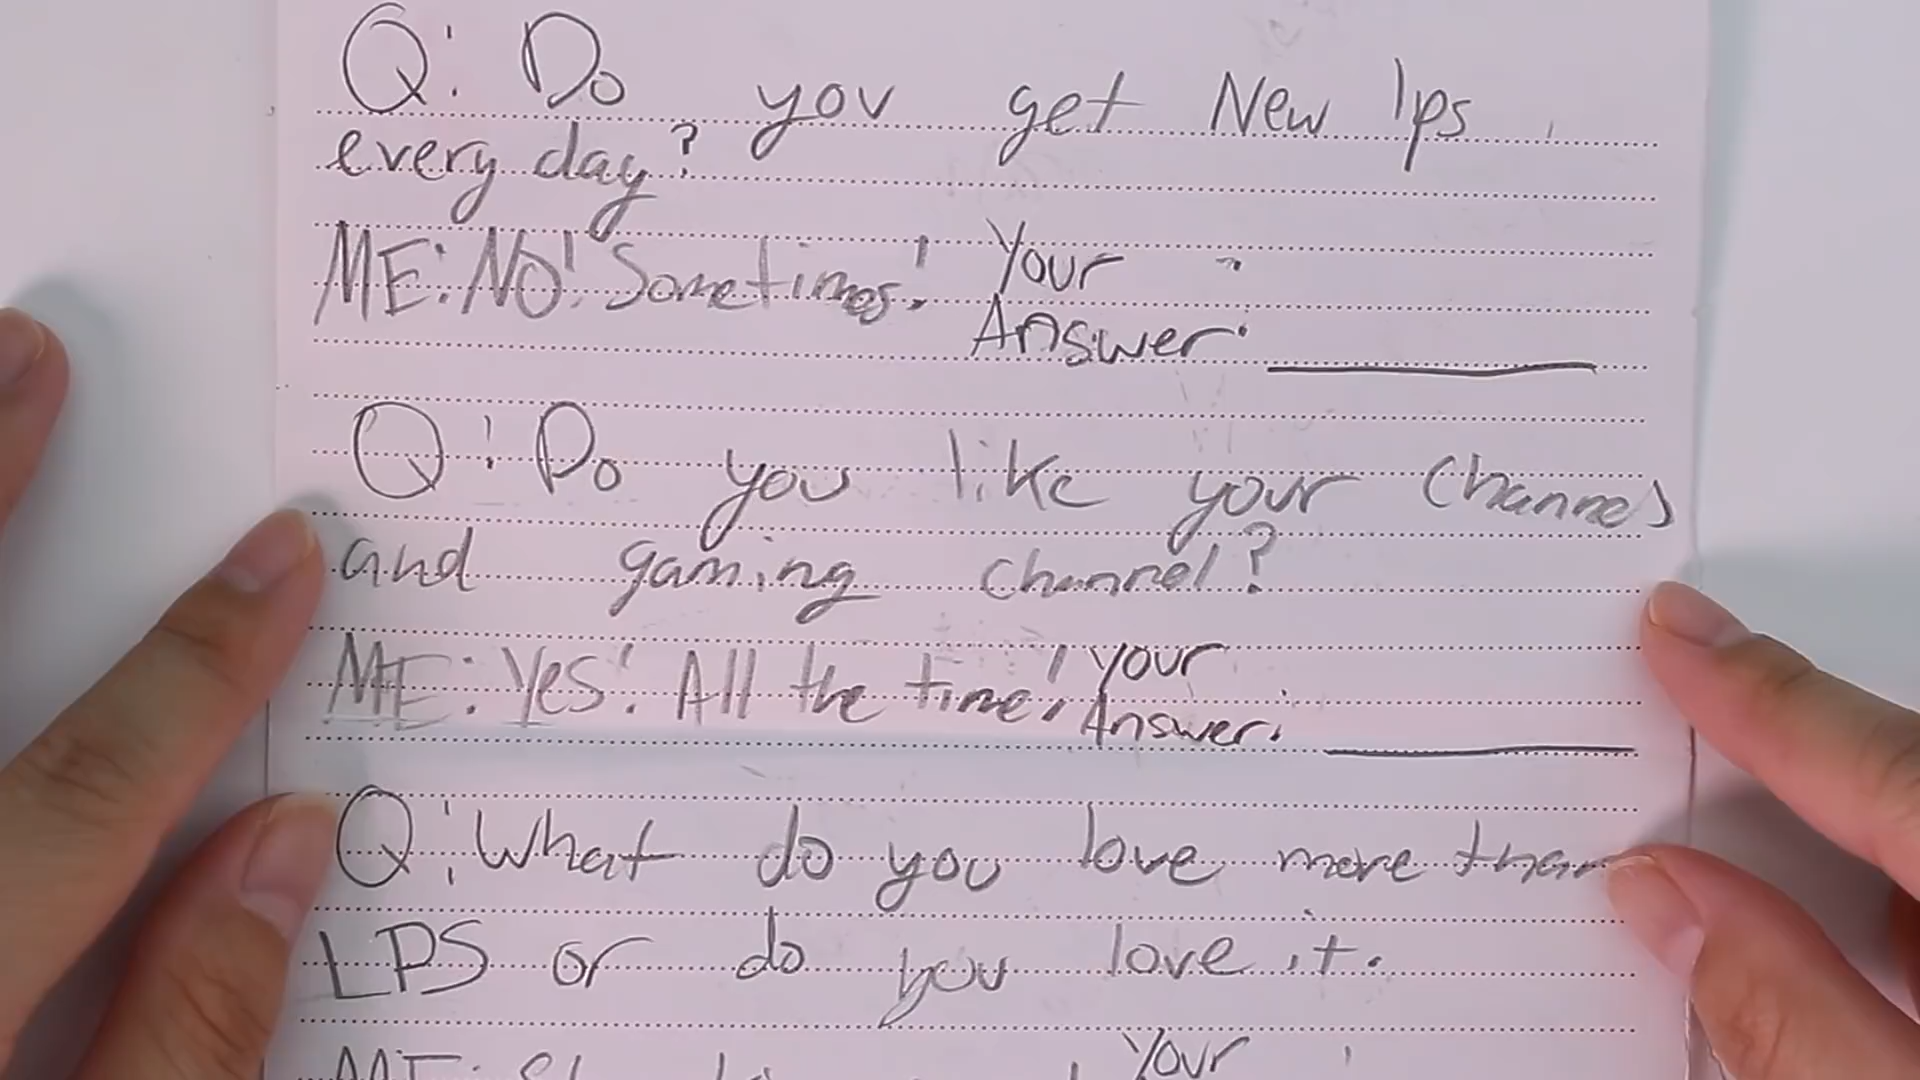 Q: Do you get New lps
every day?
ME: NO! Sometimes! Your
Answer:
Q: Do you like your channel
and gaming channel?
ME: Yes! All the time! Your
Answer:
Q: What do you love more than
LPS or do you love it.
ME: Your